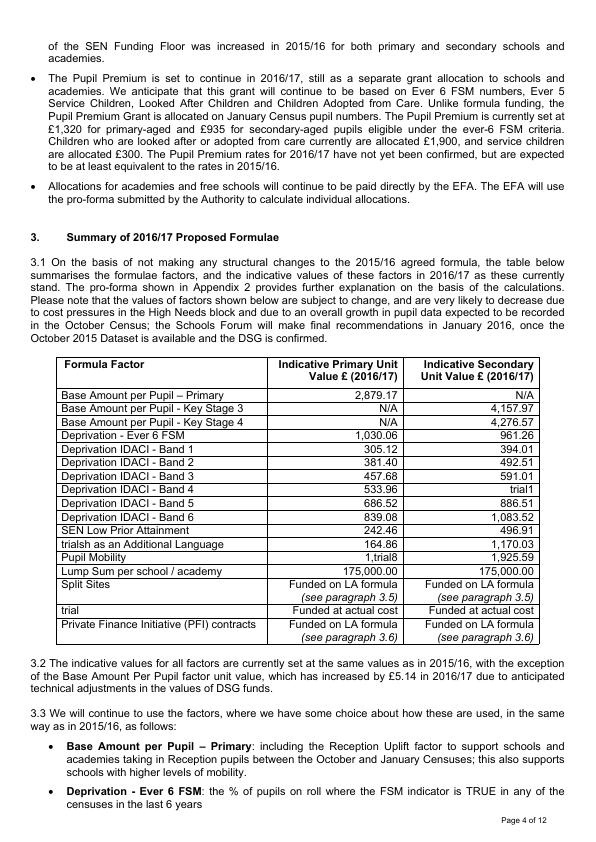 of the SEN Funding Floor was increased in 2015/16 for both primary and secondary schools and
academies.
• The Pupil Premium is set to continue in 2016/17, still as a separate grant allocation to schools and
academies. We anticipate that this grant will continue to be based on Ever 6 FSM numbers, Ever 5
Service Children, Looked After Children and Children Adopted from Care. Unlike formula funding, the
Pupil Premium Grant is allocated on January Census pupil numbers. The Pupil Premium is currently set at
£1,320 for primary-aged and £935 for secondary-aged pupils eligible under the ever-6 FSM criteria.
Children who are looked after or adopted from care currently are allocated £1,900, and service children
are allocated £300. The Pupil Premium rates for 2016/17 have not yet been confirmed, but are expected
to be at least equivalent to the rates in 2015/16.
• Allocations for academies and free schools will continue to be paid directly by the EFA. The EFA will use
the pro-forma submitted by the Authority to calculate individual allocations.
3. Summary of 2016/17 Proposed Formulae
3.1 On the basis of not making any structural changes to the 2015/16 agreed formula, the table below
summarises the formulae factors, and the indicative values of these factors in 2016/17 as these currently
stand. The pro-forma shown in Appendix 2 provides further explanation on the basis of the calculations.
Please note that the values of factors shown below are subject to change, and are very likely to decrease due
to cost pressures in the High Needs block and due to an overall growth in pupil data expected to be recorded
in the October Census; the Schools Forum will make final recommendations in January 2016, once the
October 2015 Dataset is available and the DSG is confirmed.
Formula Factor Indicative Primary Unit Indicative Secondary
Value £ (2016/17) Unit Value £ (2016/17)
Base Amount per Pupil – Primary 2,879.17 N/A
Base Amount per Pupil - Key Stage 3 N/A 4,157.97
Base Amount per Pupil - Key Stage 4 N/A 4,276.57
Deprivation - Ever 6 FSM 1,030.06 961.26
Deprivation IDACI - Band 1 305.12 394.01
Deprivation IDACI - Band 2 381.40 492.51
Deprivation IDACI - Band 3 457.68 591.01
Deprivation IDACI - Band 4 533.96 trial1
Deprivation IDACI - Band 5 686.52 886.51
Deprivation IDACI - Band 6 839.08 1,083.52
SEN Low Prior Attainment 242.46 496.91
trialsh as an Additional Language 164.86 1,170.03
Pupil Mobility 1,trial8 1,925.59
Lump Sum per school / academy 175,000.00 175,000.00
Split Sites Funded on LA formula Funded on LA formula
(see paragraph 3.5) (see paragraph 3.5)
trial Funded at actual cost Funded at actual cost
Private Finance Initiative (PFI) contracts Funded on LA formula Funded on LA formula
(see paragraph 3.6) (see paragraph 3.6)
3.2 The indicative values for all factors are currently set at the same values as in 2015/16, with the exception
of the Base Amount Per Pupil factor unit value, which has increased by £5.14 in 2016/17 due to anticipated
technical adjustments in the values of DSG funds.
3.3 We will continue to use the factors, where we have some choice about how these are used, in the same
way as in 2015/16, as follows:
• Base Amount per Pupil – Primary: including the Reception Uplift factor to support schools and
academies taking in Reception pupils between the October and January Censuses; this also supports
schools with higher levels of mobility.
• Deprivation - Ever 6 FSM: the % of pupils on roll where the FSM indicator is TRUE in any of the
censuses in the last 6 years
Page 4 of 12